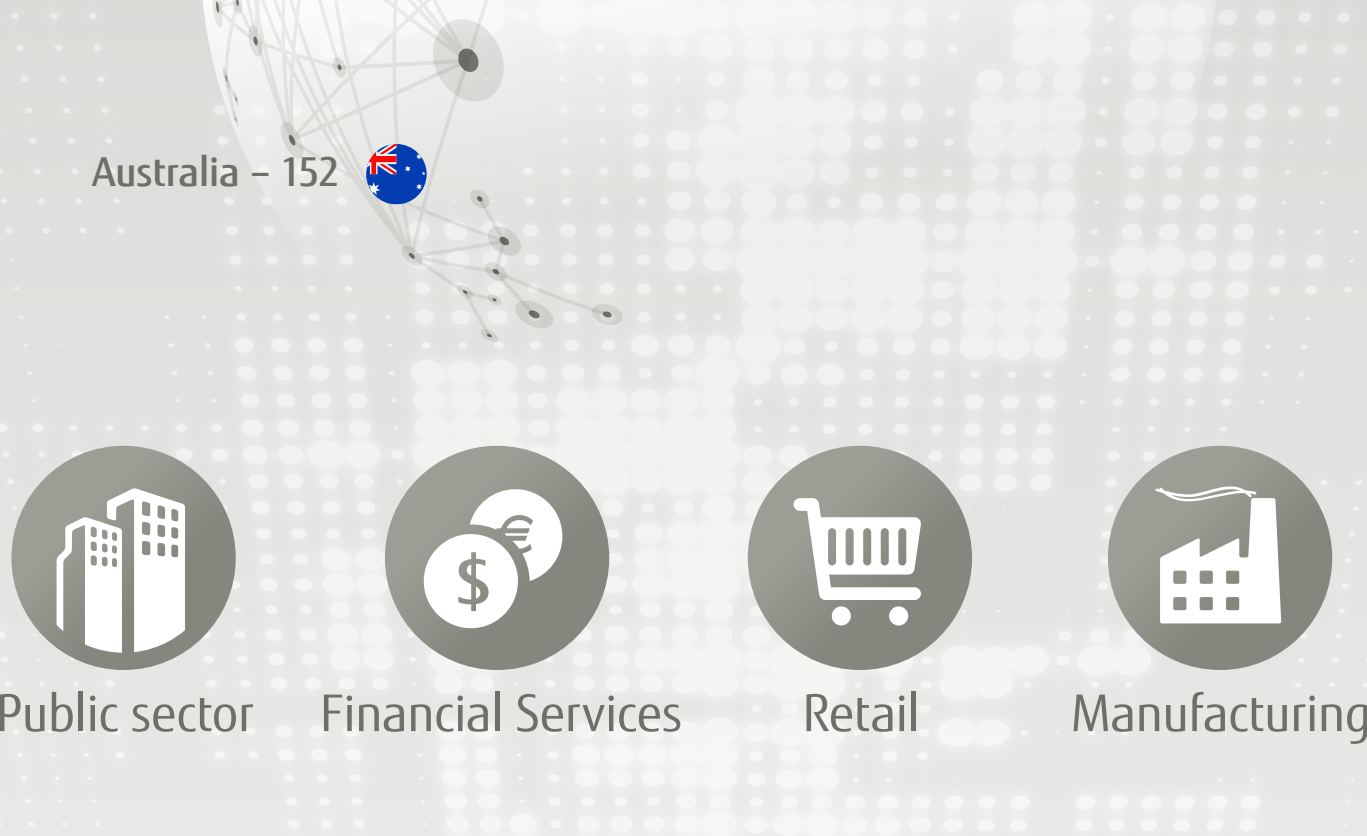 Australia – 152
Public sector
Financial Services
Retail
Manufacturing